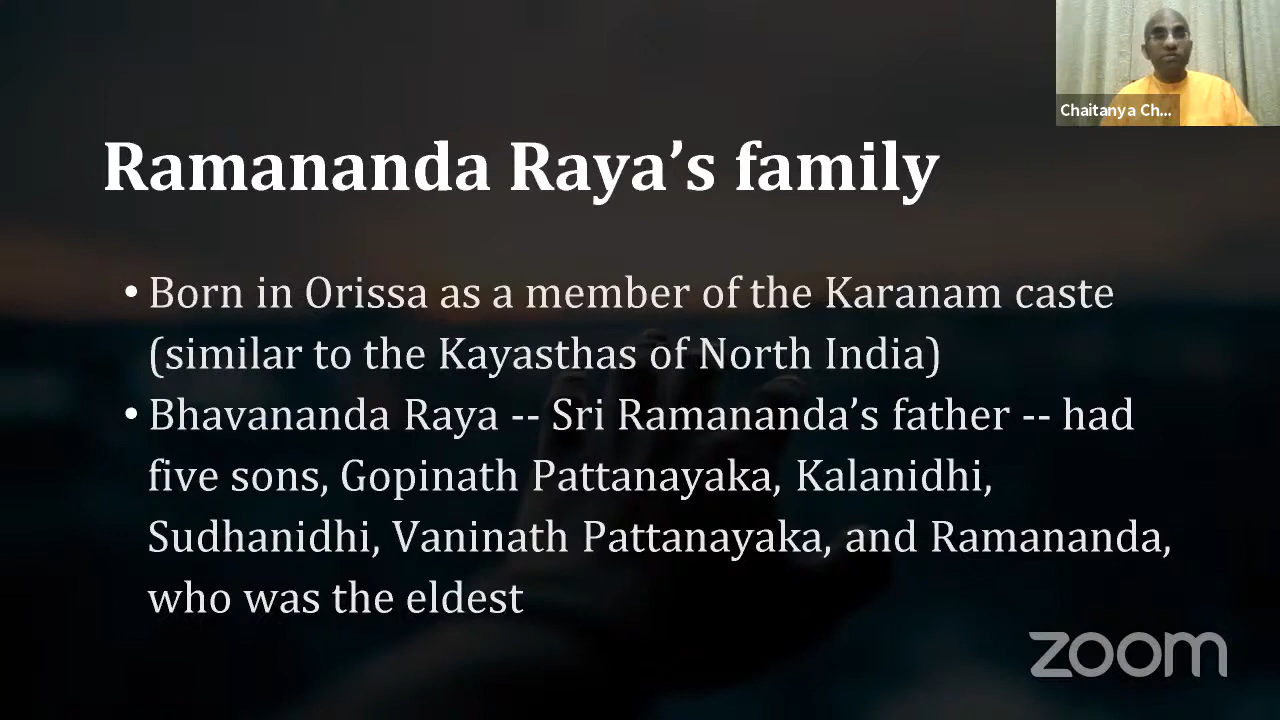 Chaitanya Ch...
Ramananda Raya’s family
• Born in Orissa as a member of the Karanam caste
(similar to the Kayasthas of North India)
• Bhavananda Raya -- Sri Ramananda’s father -- had
five sons, Gopinath Pattanayaka, Kalanidhi,
Sudhanidhi, Vaninath Pattanayaka, and Ramananda,
who was the eldest
zoom